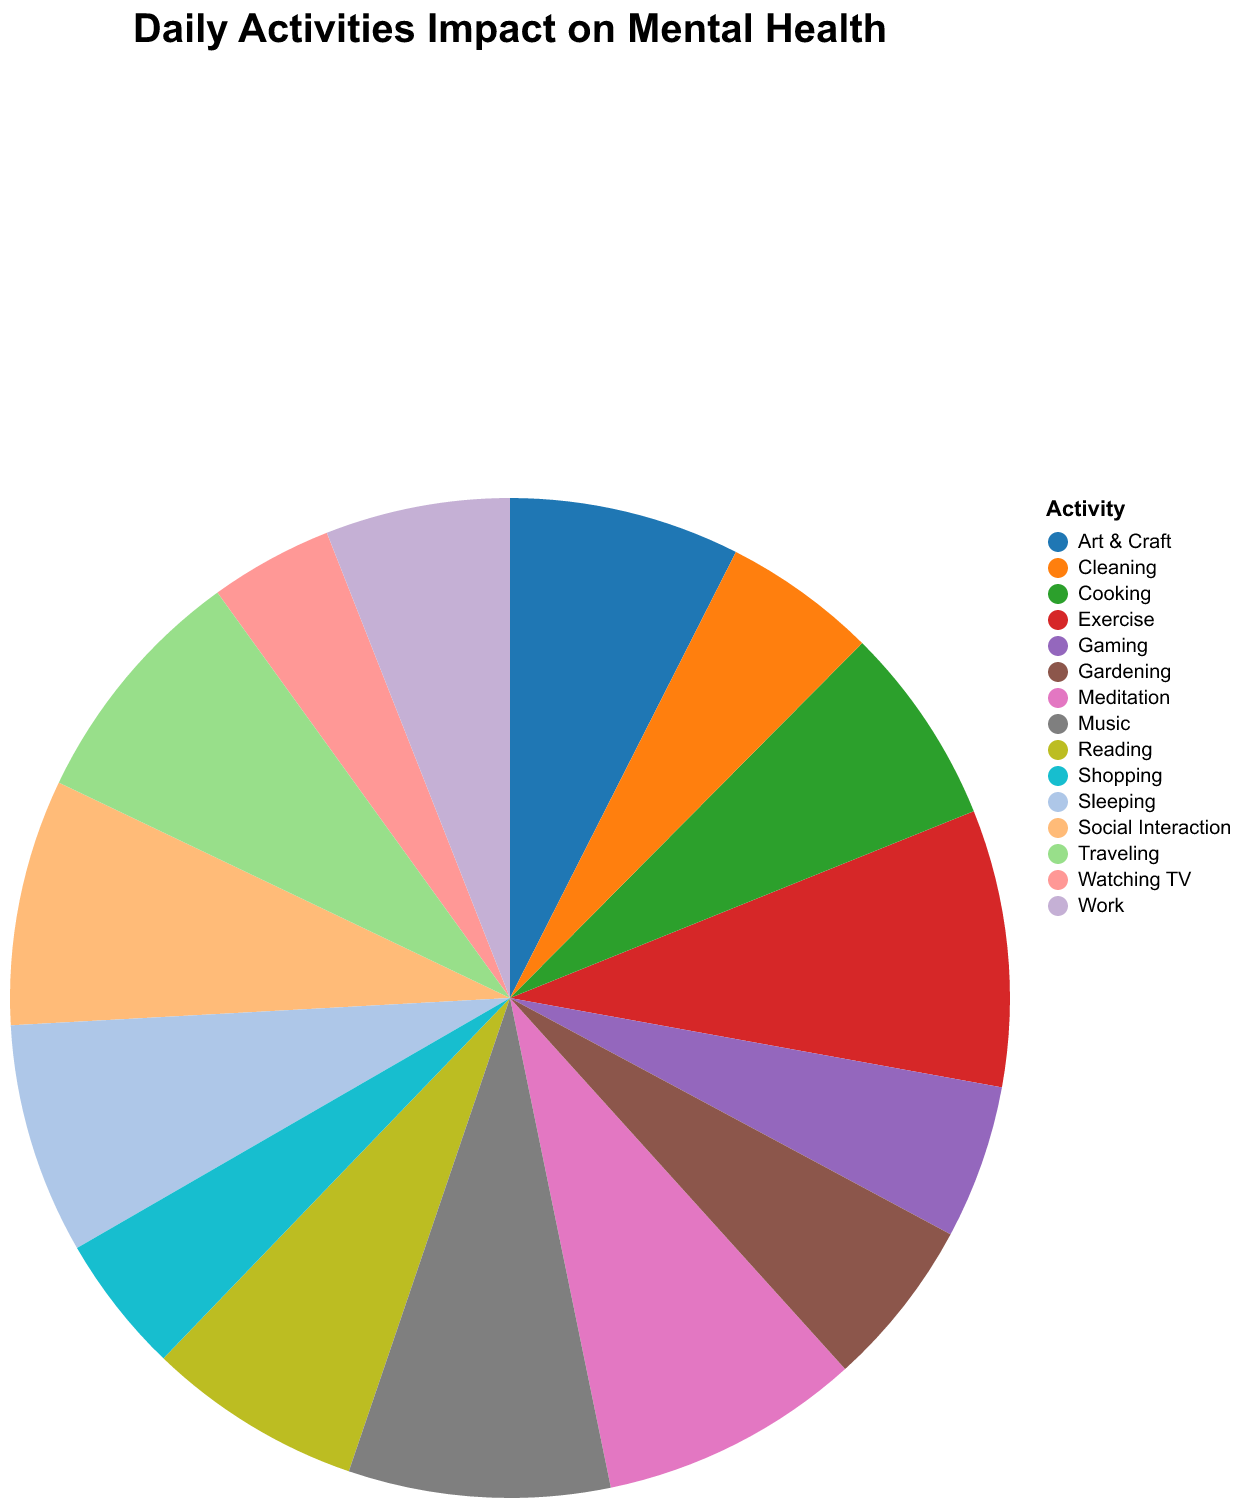 Daily Activities Impact on Mental Health
Activity
Art & Craft
Cleaning
Cooking
Exercise
Gaming
Gardening
Meditation
Music
Reading
Shopping
Sleeping
Social Interaction
Traveling
Watching TV
Work